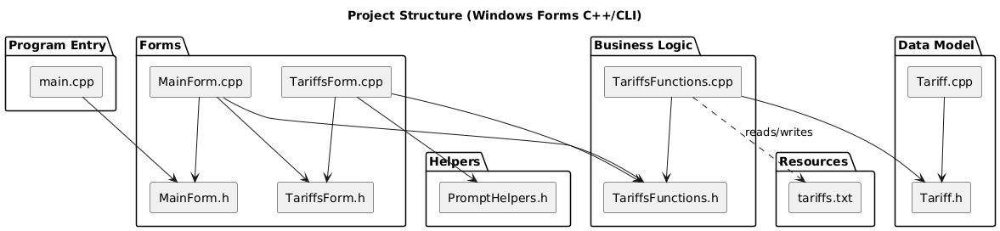 Project Structure (Windows Forms C++/CLI)
Program Entry
main.cpp
Forms
MainForm.cpp
TariffsForm.cpp
MainForm.h
TariffsForm.h
Helpers
PromptHelpers.h
Business Logic
TariffsFunctions.cpp
TariffsFunctions.h
reads/writes
Resources
tariffs.txt
Data Model
Tariff.cpp
Tariff.h